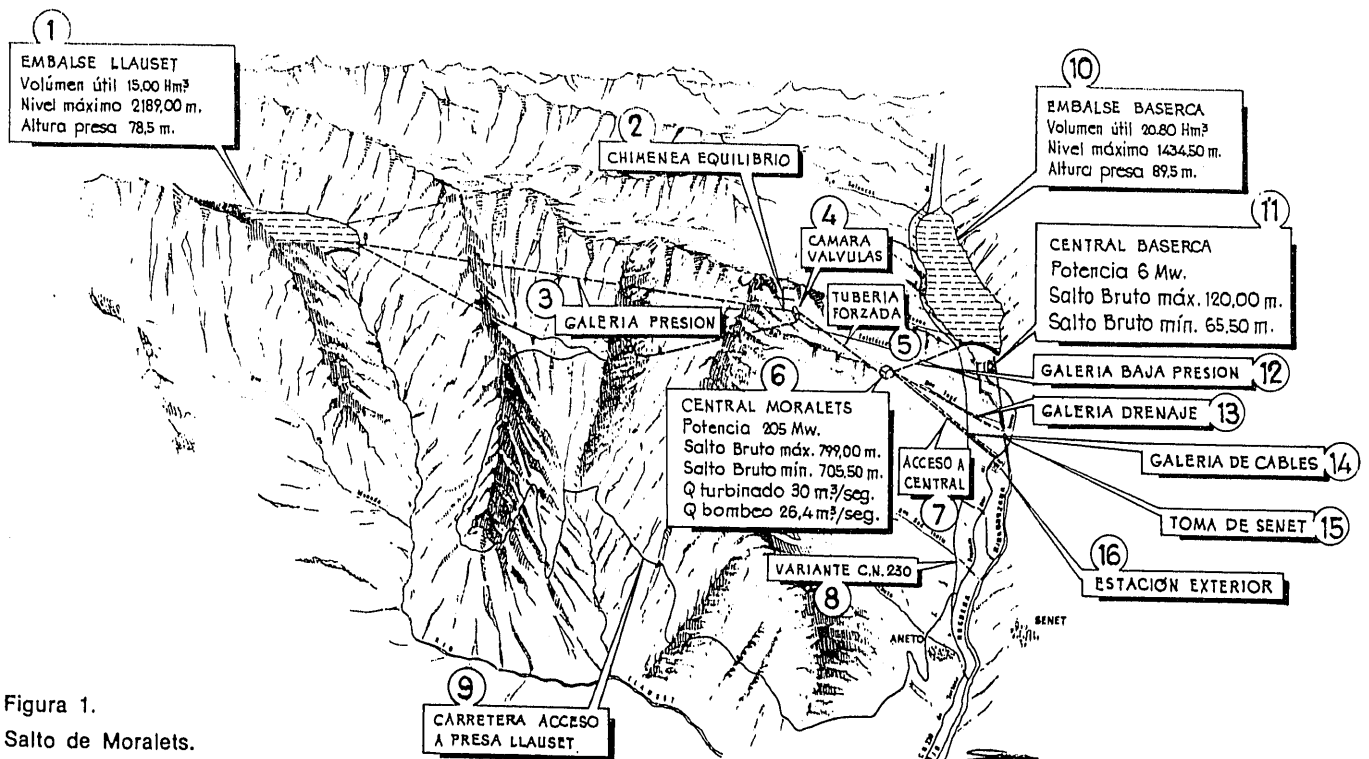 1
EMBALSE LLAUSET
Volúmen útil 15,00 Hm³
Nivel máximo 2189,00 m.
Altura presa 78,5 m.
2
CHIMENEA EQUILIBRIO
10
EMBALSE BASERCA
Volumen útil 20.80 Hm³
Nivel máximo 1434,50 m.
Altura presa 89,5 m.
4
CAMARA
VALVULAS
11
CENTRAL BASERCA
Potencia 6 Mw.
Salto Bruto máx. 120,00 m.
Salto Bruto mín. 65,50 m.
3
GALERIA PRESION
TUBERIA
FORZADA
5
6
CENTRAL MORALETS
Potencia 205 Mw.
Salto Bruto máx. 799,00 m.
Salto Bruto mín. 705,50 m.
Q turbinado 30 m³/seg.
Q bombeo 26,4 m³/seg.
GALERIA BAJA PRESION 12
GALERIA DRENAJE 13
ACCESO A
CENTRAL
7
GALERIA DE CABLES 14
TOMA DE SENET 15
16
ESTACIÓN EXTERIOR
VARIANTE C.N.230
8
ANETO
SENET
NOGUERA
RIO
LLAUSET
9
CARRETERA ACCESO
A PRESA LLAUSET
Figura 1.
Salto de Moralets.